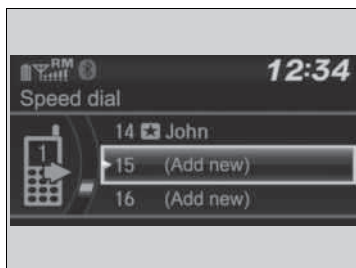 RM
12:34
Speed dial
14 John
1
15 (Add new)
16 (Add new)